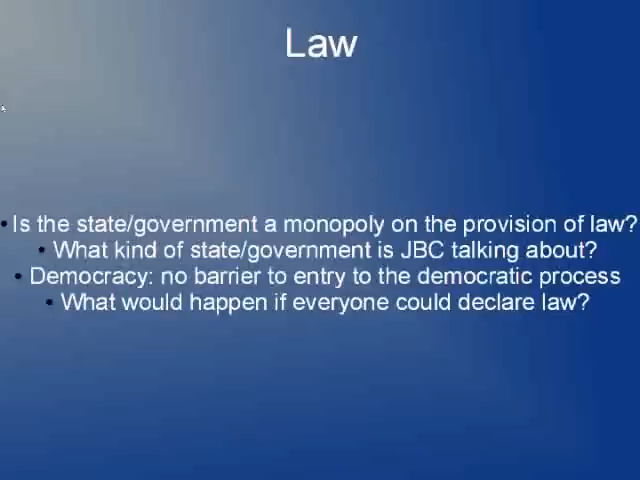 Law
• Is the state/government a monopoly on the provision of law?
• What kind of state/government is JBC talking about?
• Democracy: no barrier to entry to the democratic process
• What would happen if everyone could declare law?